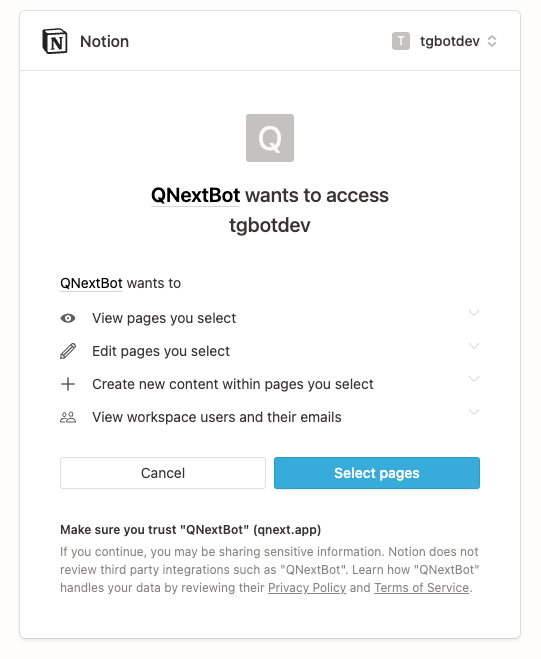 Notion
T tgbotdev
Q
QNextBot wants to access
tgbotdev
QNextBot wants to
View pages you select
Edit pages you select
Create new content within pages you select
View workspace users and their emails
Cancel Select pages
Make sure you trust "QNextBot" (qnext.app)
If you continue, you may be sharing sensitive information. Notion does not
review third party integrations such as "QNextBot". Learn how "QNextBot"
handles your data by reviewing their Privacy Policy and Terms of Service.